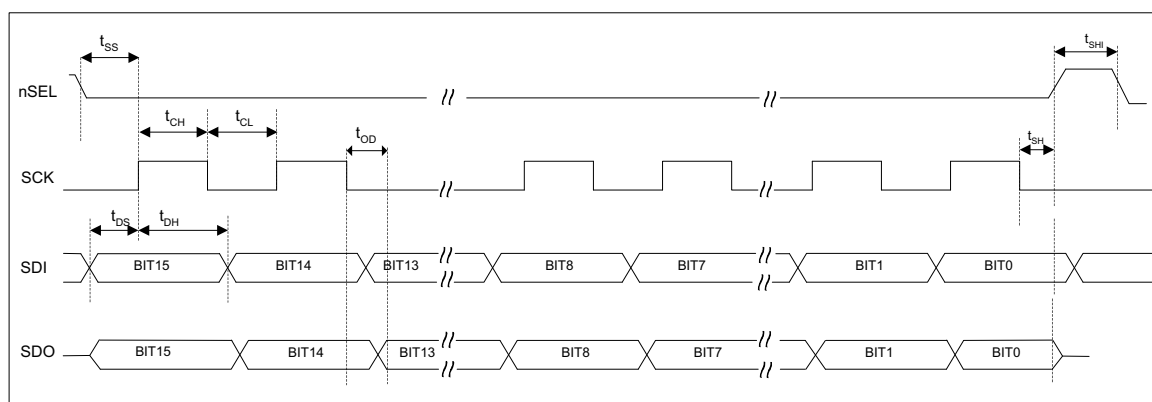 tSS
tSHI
nSEL
tCH
tCL
tOD
tSH
SCK
tDS
tDH
SDI
BIT15
BIT14
BIT13
BIT8
BIT7
BIT1
BIT0
SDO
BIT15
BIT14
BIT13
BIT8
BIT7
BIT1
BIT0